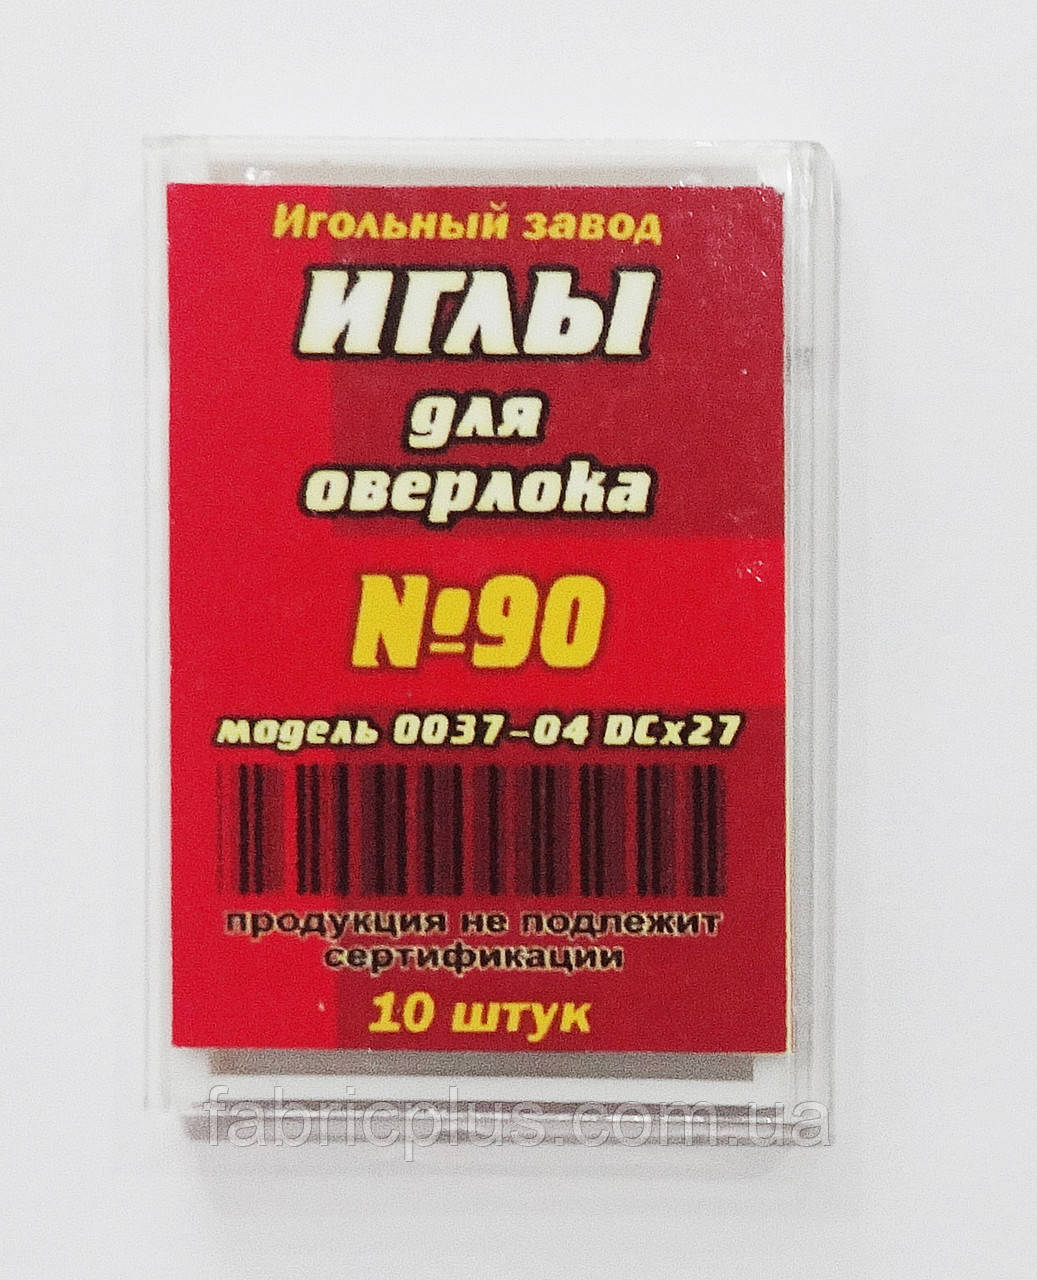 Игольный завод
ИГЛЫ
для
оверлока
№90
модель 0037-04 DCx27
продукция не подлежит
сертификации
10 штук
fabricplus.com.ua